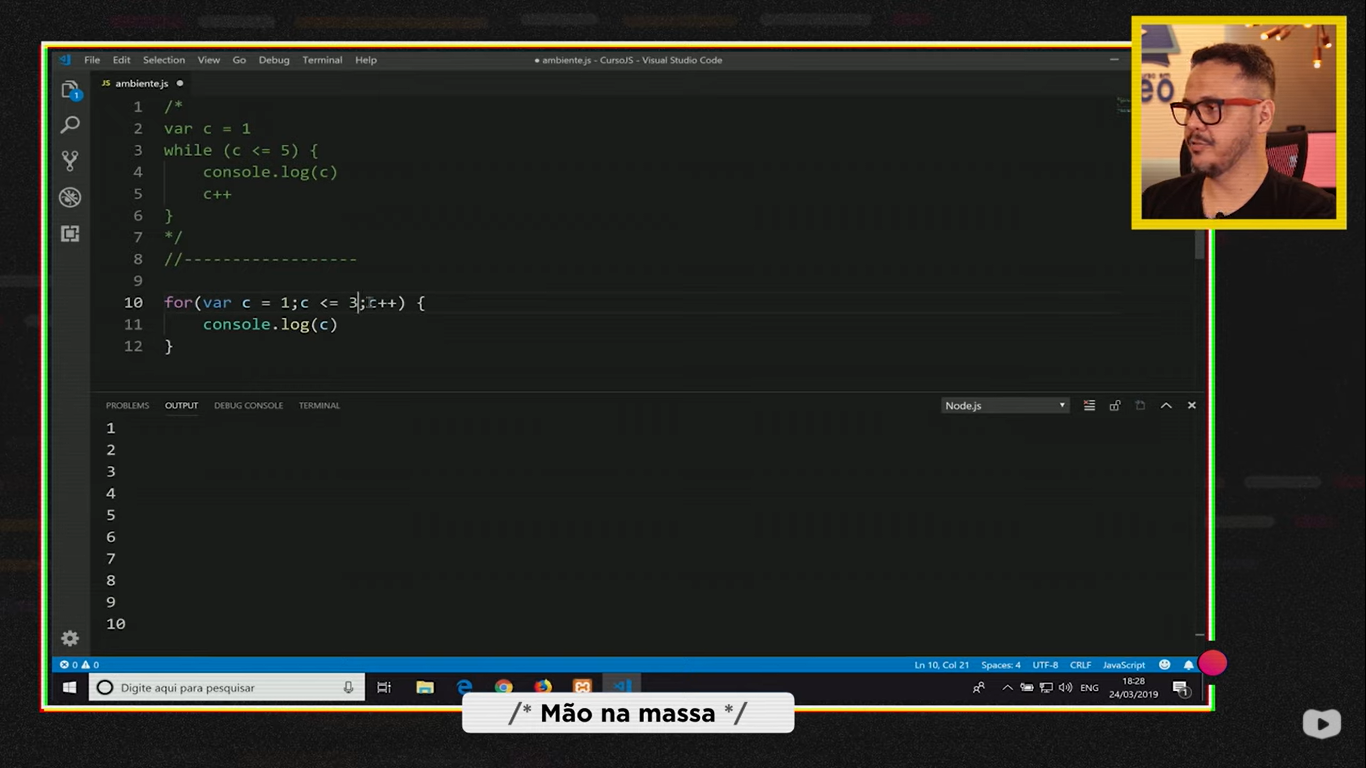 File Edit Selection View Go Debug Terminal Help
● ambiente.js - CursoJS - Visual Studio Code
JS ambiente.js ●
1 /*
2 var c = 1
3 while (c <= 5) {
4 console.log(c)
5 c++
6 }
7 */
8 //------------------
9
10 for(var c = 1;c <= 3;c++) {
11 console.log(c)
12 }
1
PROBLEMS OUTPUT DEBUG CONSOLE TERMINAL
Node.js
1
2
3
4
5
6
7
8
9
10
0 0
Ln 10, Col 21 Spaces: 4 UTF-8 CRLF JavaScript
Digite aqui para pesquisar
ENG
18:28
24/03/2019
1
/* Mão na massa */